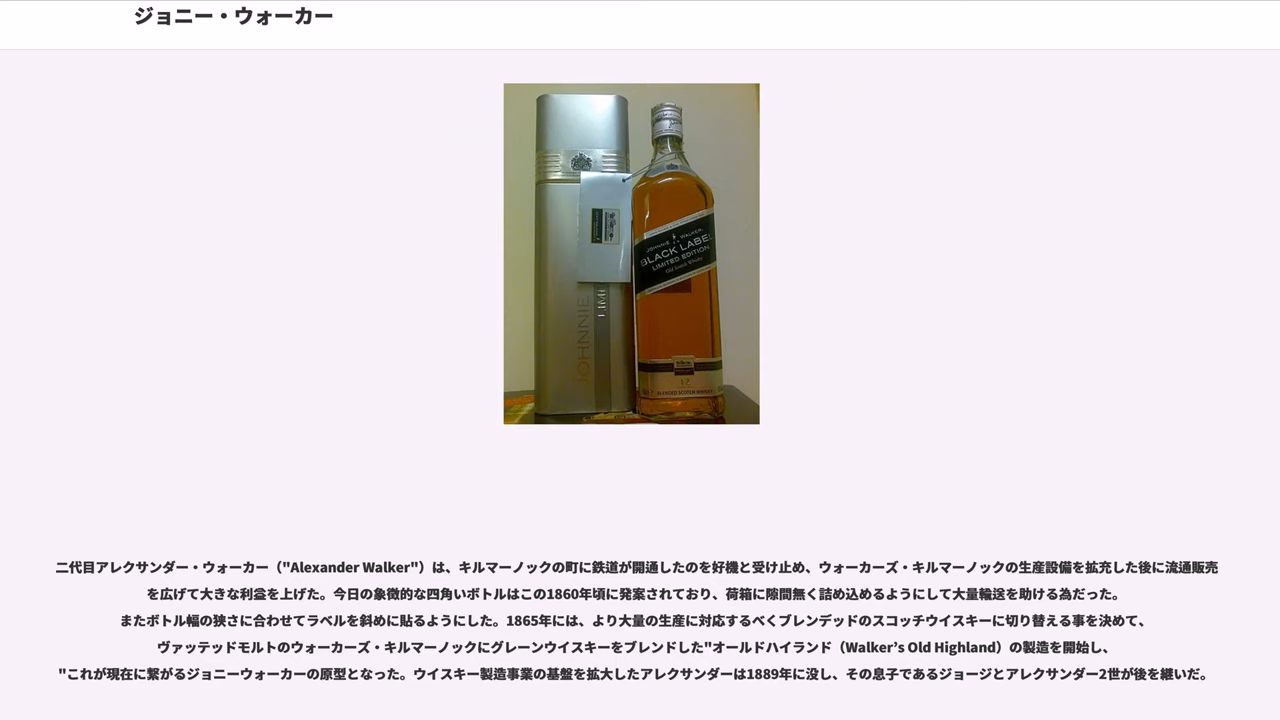 ジョニー・ウォーカー
JOHNNIE WALKER
BLACK LABEL
LIMITED EDITION
Old Scotch Whisky
JOHNNIE
12
BLENDED SCOTCH WHISKY
二代目アレクサンダー・ウォーカー（"Alexander Walker"）は、キルマーノックの町に鉄道が開通したのを好機と受け止め、ウォーカーズ・キルマーノックの生産設備を拡充した後に流通販売
を広げて大きな利益を上げた。今日の象徴的な四角いボトルはこの1860年頃に発案されており、荷箱に隙間無く詰め込めるようにして大量輸送を助ける為だった。
またボトル幅の狭さに合わせてラベルを斜めに貼るようにした。1865年には、より大量の生産に対応するべくブレンデッドのスコッチウイスキーに切り替える事を決めて、
ヴァッテッドモルトのウォーカーズ・キルマーノックにグレーンウイスキーをブレンドした"オールドハイランド（Walker’s Old Highland）の製造を開始し、
"これが現在に繋がるジョニーウォーカーの原型となった。ウイスキー製造事業の基盤を拡大したアレクサンダーは1889年に没し、その息子であるジョージとアレクサンダー2世が後を継いだ。